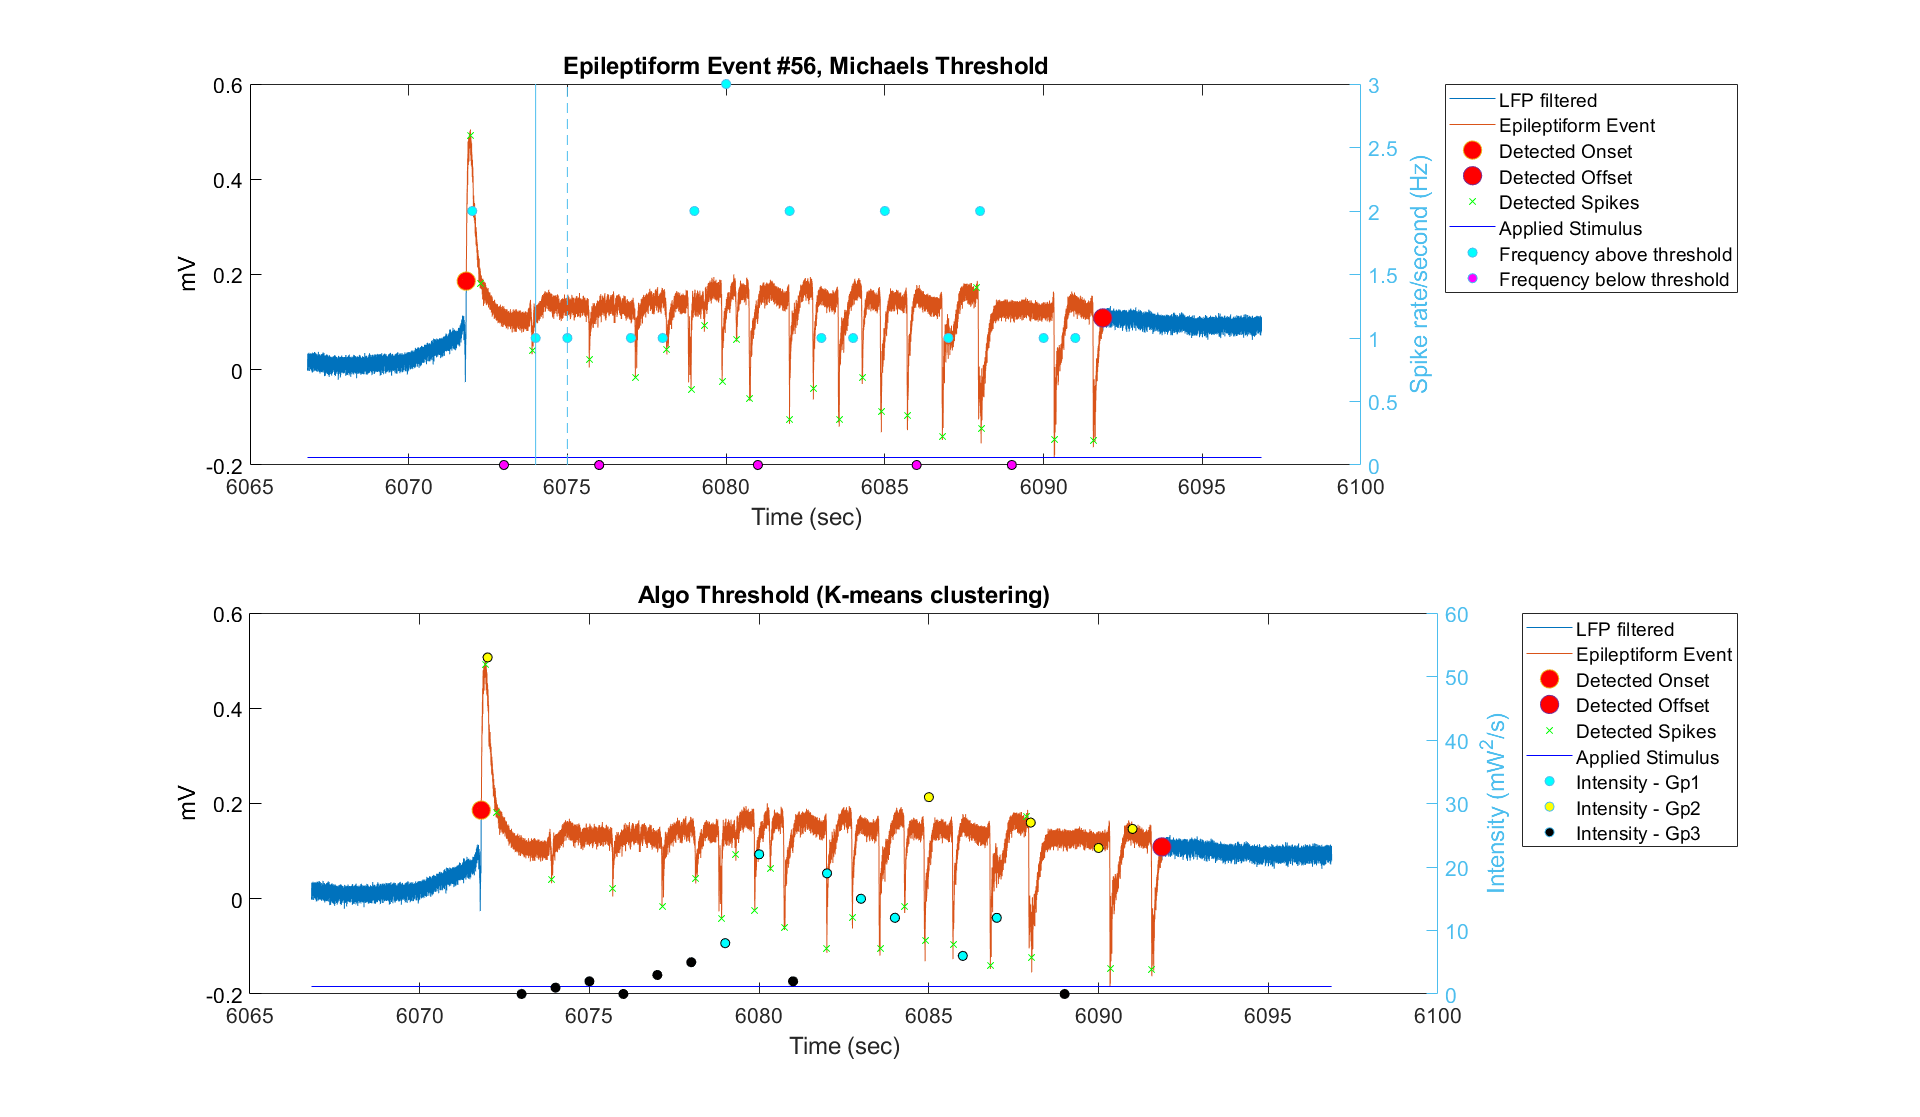 Epileptiform Event #56, Michaels Threshold
0.6
0.4
0.2
0
-0.2
mV
6065 6070 6075 6080 6085 6090 6095 6100
Time (sec)
3
2.5
2
1.5
1
0.5
0
Spike rate/second (Hz)
LFP filtered
Epileptiform Event
Detected Onset
Detected Offset
Detected Spikes
Applied Stimulus
Frequency above threshold
Frequency below threshold
Algo Threshold (K-means clustering)
0.6
0.4
0.2
0
-0.2
mV
6065 6070 6075 6080 6085 6090 6095 6100
Time (sec)
60
50
40
30
20
10
0
Intensity (mW²/s)
LFP filtered
Epileptiform Event
Detected Onset
Detected Offset
Detected Spikes
Applied Stimulus
Intensity - Gp1
Intensity - Gp2
Intensity - Gp3